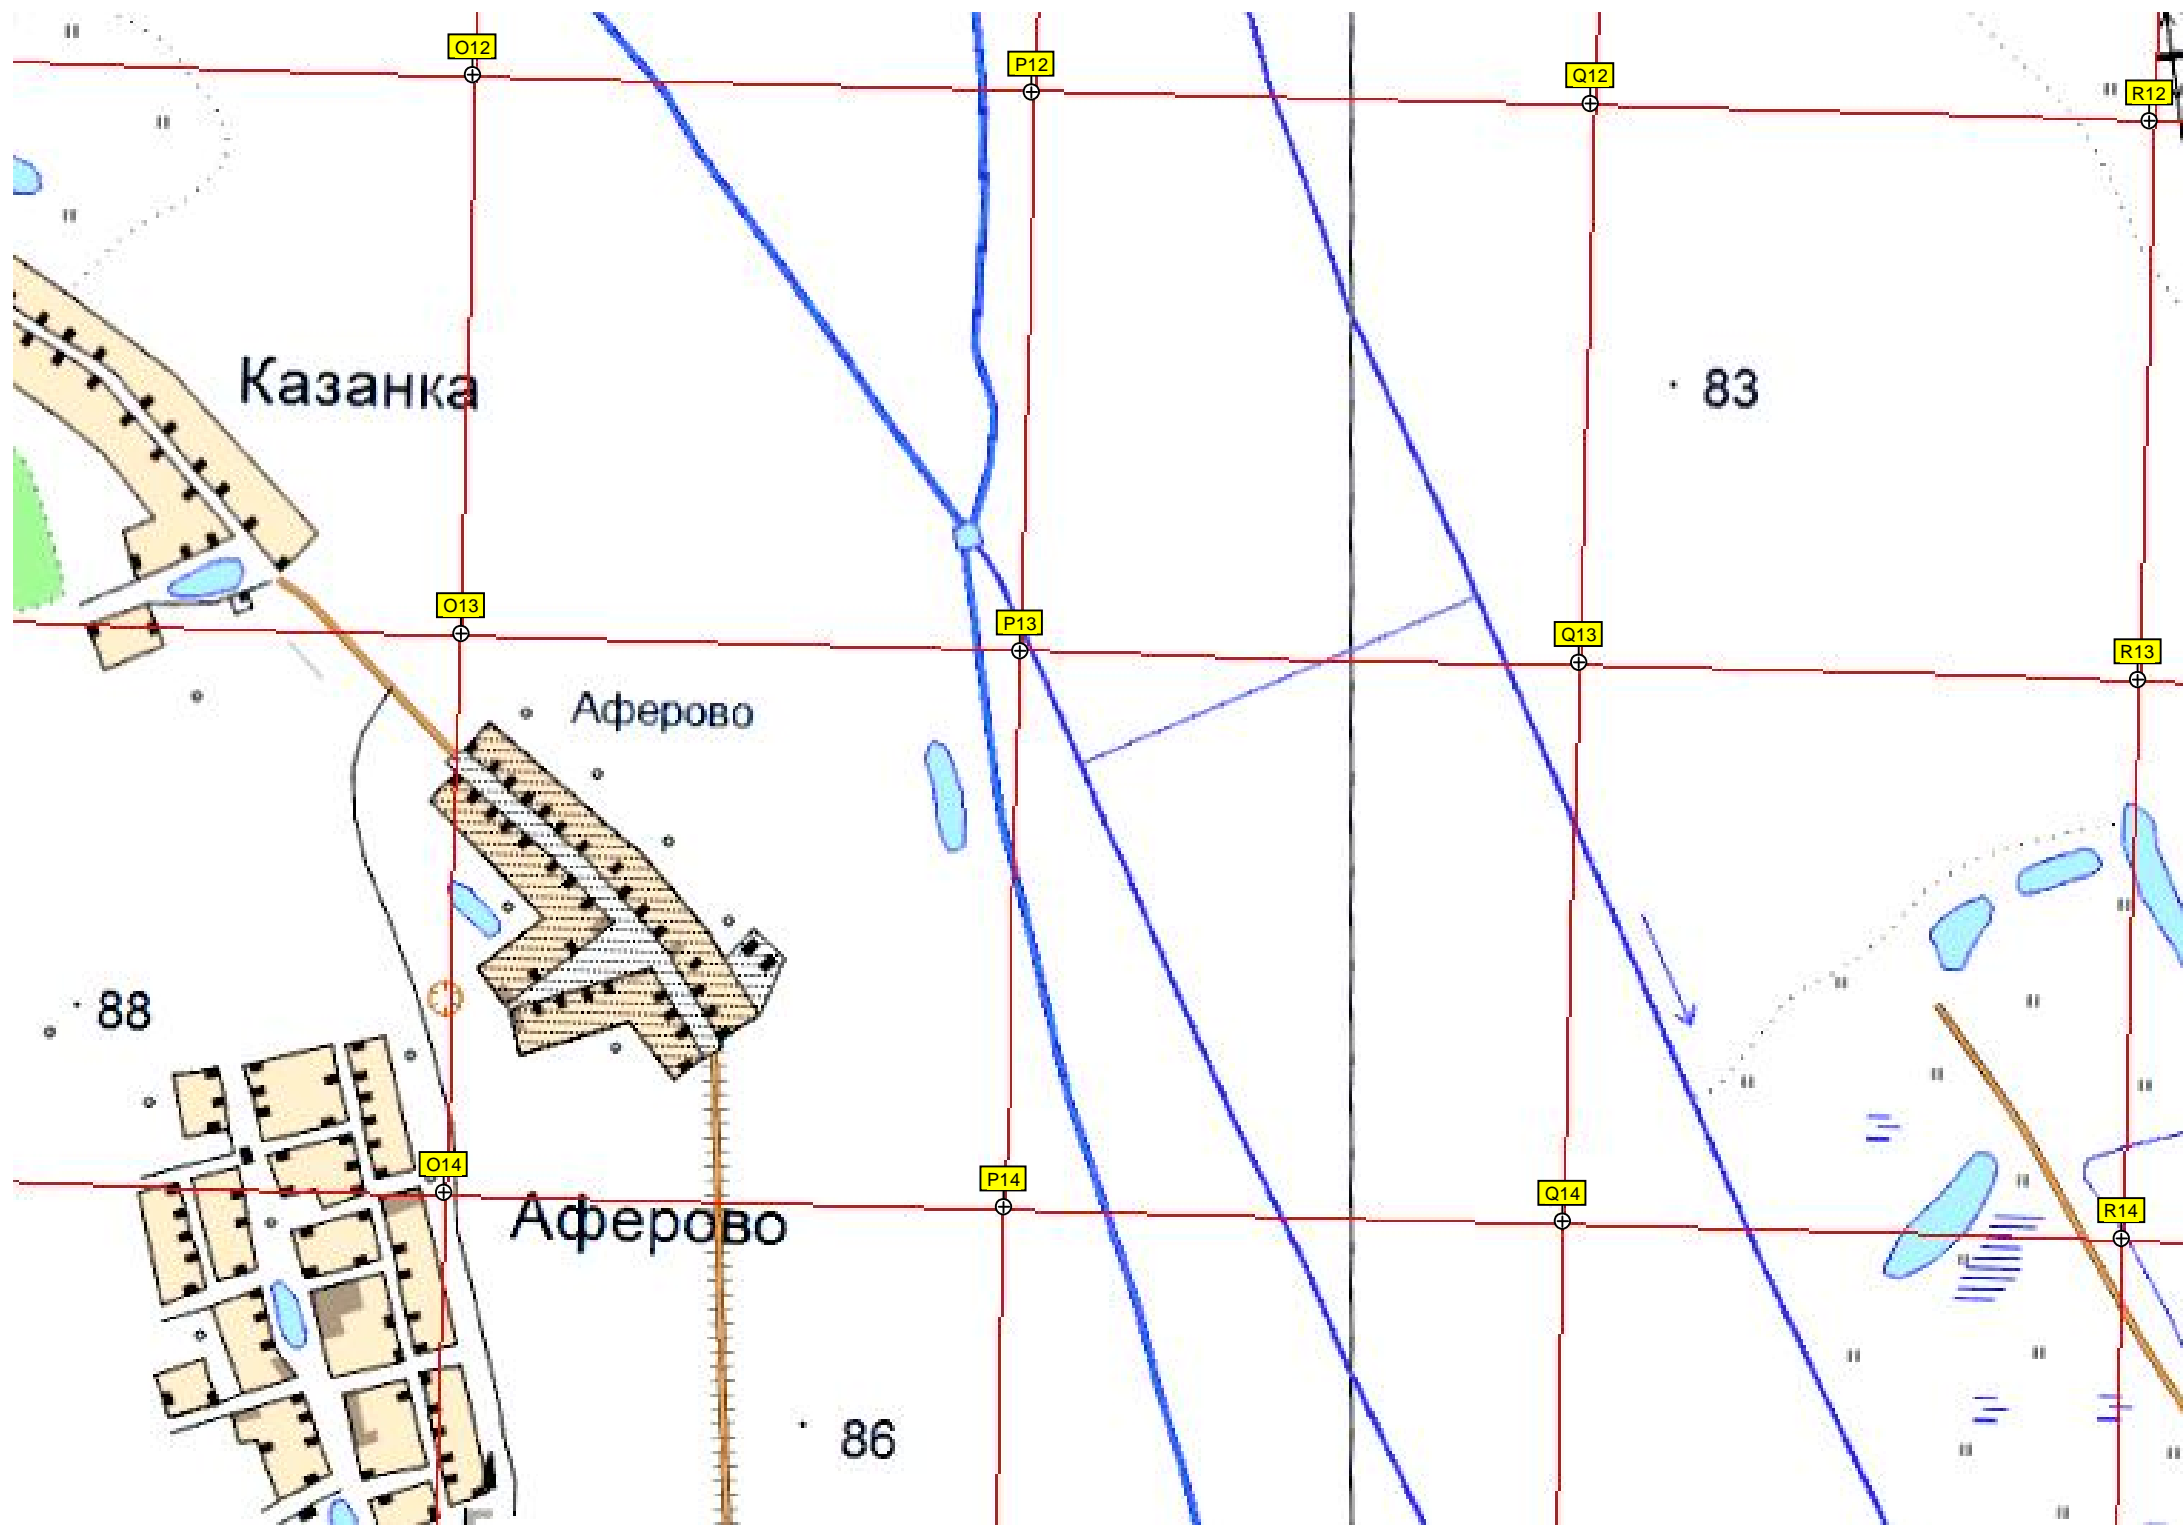 O12
P12
Q12
R12
Казанка
83
O13
P13
Q13
R13
Аферово
88
O14
P14
Q14
R14
Аферово
86